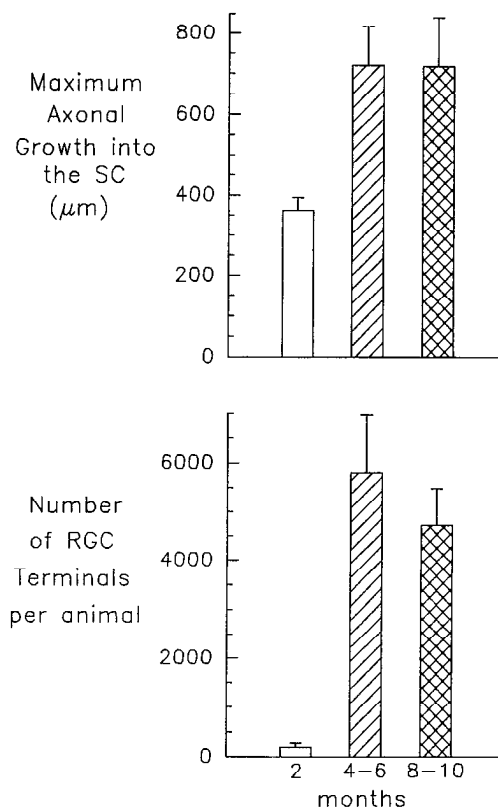 800
Maximum
Axonal
Growth into
the SC
(μm)
600
400
200
0
6000
Number
of RGC
Terminals
per animal
4000
2000
0
2 4–6 8–10
months